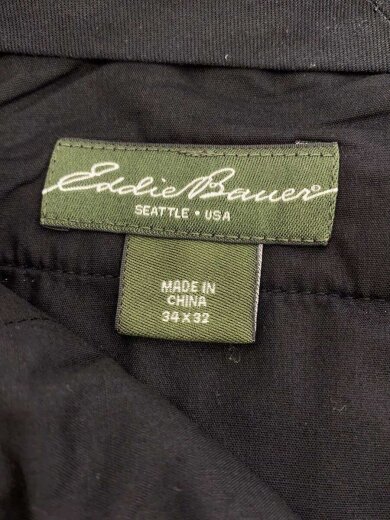 Eddie Bauer®
SEATTLE • USA
MADE IN
CHINA
34 X 32